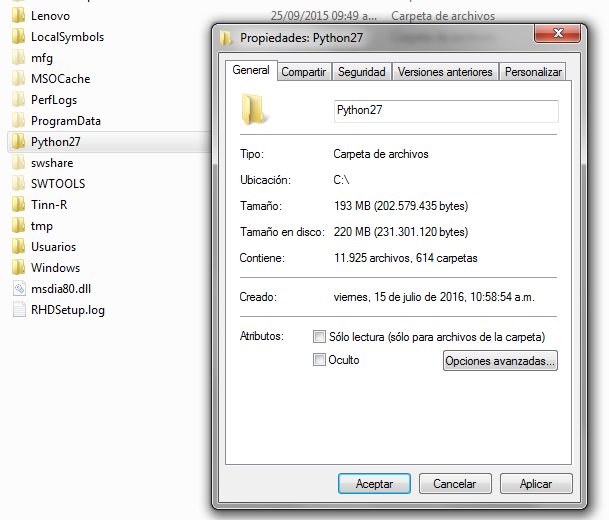 Lenovo 25/09/2015 09:49 a... Carpeta de archivos
LocalSymbols
mfg
MSOCache
PerfLogs
ProgramData
Python27
swshare
SWTOOLS
Tinn-R
tmp
Usuarios
Windows
msdia80.dll
RHDSetup.log
Propiedades: Python27
General Compartir Seguridad Versiones anteriores Personalizar
Python27
Tipo: Carpeta de archivos
Ubicación: C:\
Tamaño: 193 MB (202.579.435 bytes)
Tamaño en disco: 220 MB (231.301.120 bytes)
Contiene: 11.925 archivos, 614 carpetas
Creado: viernes, 15 de julio de 2016, 10:58:54 a.m.
Atributos: Sólo lectura (sólo para archivos de la carpeta)
Oculto Opciones avanzadas...
Aceptar Cancelar Aplicar